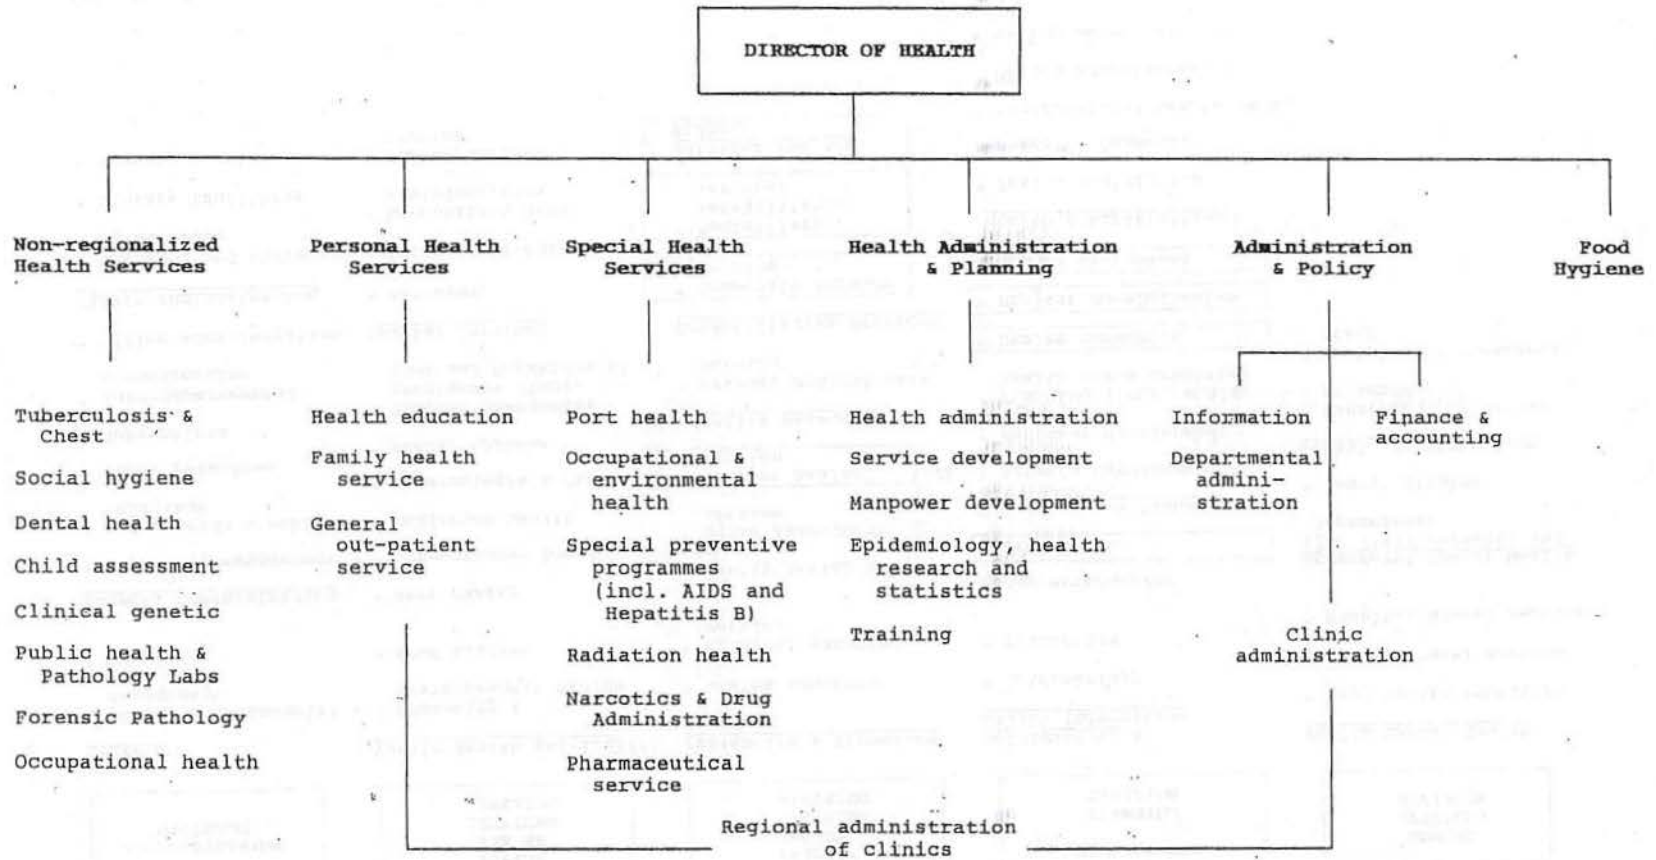 DIRECTOR OF HEALTH
Non-regionalized
Health Services
Personal Health
Services
Special Health
Services
Health Administration
& Planning
Administration
& Policy
Food
Hygiene
Tuberculosis &
Chest
Social hygiene
Dental health
Child assessment
Clinical genetic
Public health &
Pathology Labs
Forensic Pathology
Occupational health
Health education
Family health
service
General
out-patient
service
Port health
Occupational &
environmental
health
Special preventive
programmes
(incl. AIDS and
Hepatitis B)
Radiation health
Narcotics & Drug
Administration
Pharmaceutical
service
Health administration
Service development
Manpower development
Epidemiology, health
research and
statistics
Training
Information
Departmental
admini-
stration
Finance &
accounting
Clinic
administration
Regional administration
of clinics